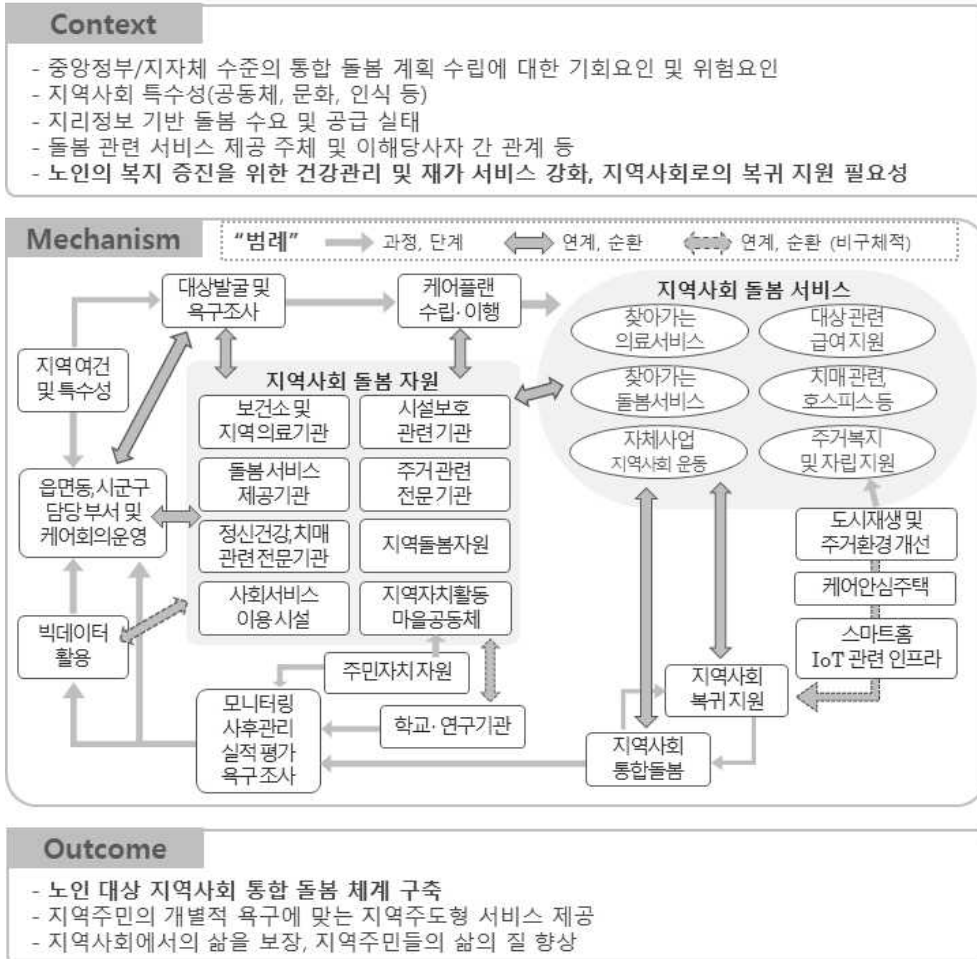 Context
- 중앙정부/지자체 수준의 통합 돌봄 계획 수립에 대한 기회요인 및 위험요인
- 지역사회 특수성(공동체, 문화, 인식 등)
- 지리정보 기반 돌봄 수요 및 공급 실태
- 돌봄 관련 서비스 제공 주체 및 이해당사자 간 관계 등
- 노인의 복지 증진을 위한 건강관리 및 재가 서비스 강화, 지역사회로의 복귀 지원 필요성
Mechanism
“범례”
과정, 단계
연계, 순환
연계, 순환 (비구체적)
대상발굴 및
욕구조사
케어플랜
수립·이행
지역사회 돌봄 서비스
찾아가는
의료서비스
대상 관련
급여 지원
찾아가는
돌봄서비스
치매 관련,
호스피스 등
자체사업
지역사회 운동
주거복지
및 자립 지원
지역 여건
및 특수성
지역사회 돌봄 자원
보건소 및
지역 의료기관
시설보호
관련 기관
돌봄 서비스
제공기관
주거 관련
전문 기관
정신건강,치매
관련 전문기관
지역돌봄자원
사회서비스
이용 시설
지역자치활동
마을공동체
읍면동,시군구
담당 부서 및
케어회의운영
도시재생 및
주거환경 개선
케어안심주택
스마트홈
IoT 관련 인프라
빅데이터
활용
주민자치 자원
학교· 연구기관
모니터링
사후관리
실적 평가
욕구 조사
지역사회
복귀 지원
지역사회
통합돌봄
Outcome
- 노인 대상 지역사회 통합 돌봄 체계 구축
- 지역주민의 개별적 욕구에 맞는 지역주도형 서비스 제공
- 지역사회에서의 삶을 보장, 지역주민들의 삶의 질 향상